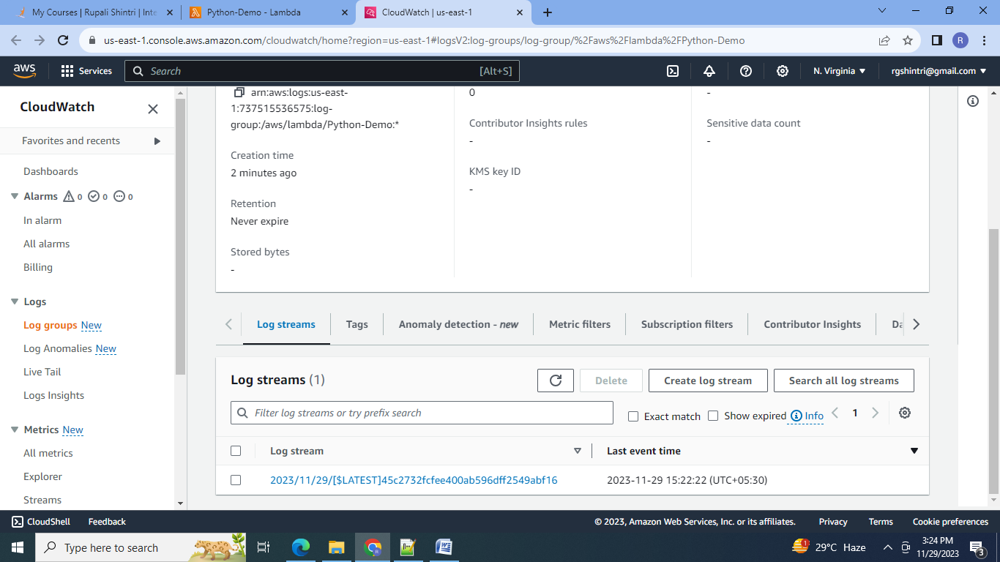 My Courses | Rupali Shintri | Inte
Python-Demo - Lambda
CloudWatch | us-east-1
us-east-1.console.aws.amazon.com/cloudwatch/home?region=us-east-1#logsV2:log-groups/log-group/%2Faws%2Flambda%2FPython-Demo
R
aws
Services
Search
[Alt+S]
N. Virginia
rgshintri@gmail.com
CloudWatch
Favorites and recents
Dashboards
Alarms 0 0 0
In alarm
All alarms
Billing
Logs
Log groups New
Log Anomalies New
Live Tail
Logs Insights
Metrics New
All metrics
Explorer
Streams
arn:aws:logs:us-east-
1:737515536575:log-
group:/aws/lambda/Python-Demo:*
Creation time
2 minutes ago
Retention
Never expire
Stored bytes
-
0
Contributor Insights rules
-
KMS key ID
-
-
Sensitive data count
-
Log streams
Tags
Anomaly detection - new
Metric filters
Subscription filters
Contributor Insights
Log streams (1)
Delete
Create log stream
Search all log streams
Filter log streams or try prefix search
Exact match
Show expired
Info
1
Log stream
Last event time
2023/11/29/[$LATEST]45c2732fcfee400ab596dff2549abf16
2023-11-29 15:22:22 (UTC+05:30)
CloudShell
Feedback
© 2023, Amazon Web Services, Inc. or its affiliates.
Privacy
Terms
Cookie preferences
Type here to search
1
29°C Haze
3:24 PM
11/29/2023
3